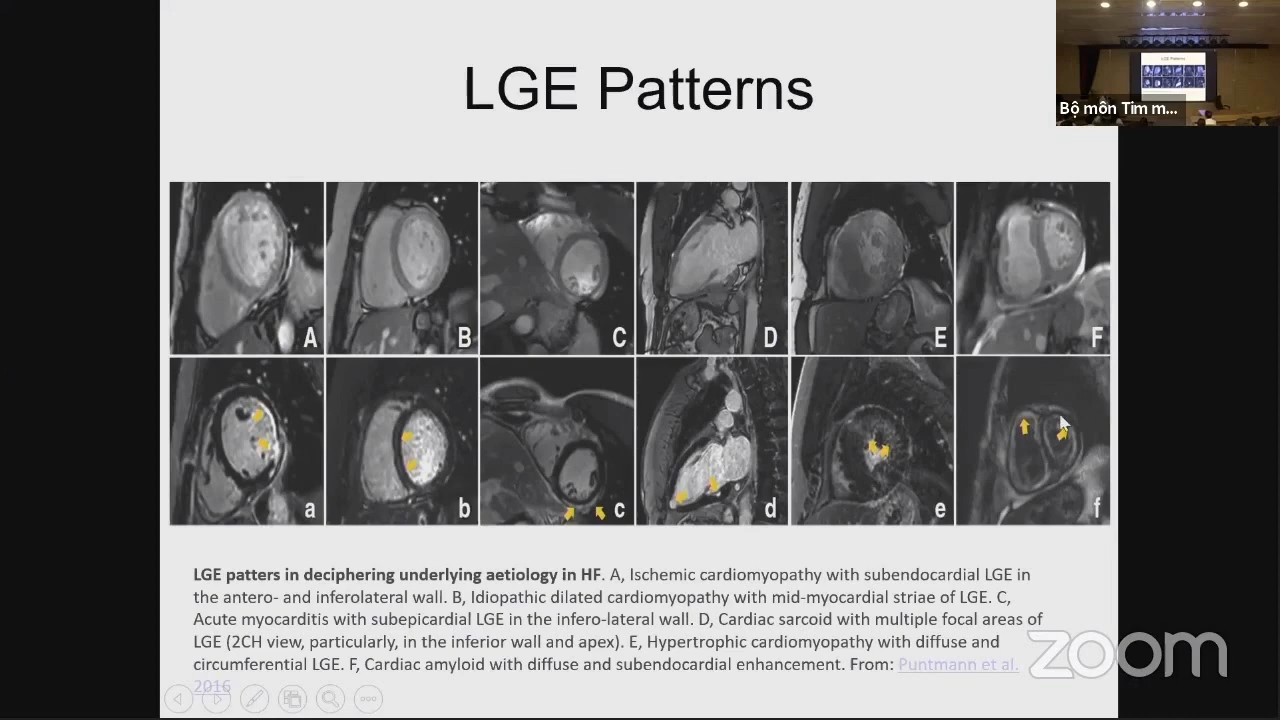 LGE Patterns
Bộ môn Tim m...
LGE Patterns
A
B
C
D
E
F
a
b
c
d
e
f
LGE patters in deciphering underlying aetiology in HF. A, Ischemic cardiomyopathy with subendocardial LGE in
the antero- and inferolateral wall. B, Idiopathic dilated cardiomyopathy with mid-myocardial striae of LGE. C,
Acute myocarditis with subepicardial LGE in the infero-lateral wall. D, Cardiac sarcoid with multiple focal areas of
LGE (2CH view, particularly, in the inferior wall and apex). E, Hypertrophic cardiomyopathy with diffuse and
circumferential LGE. F, Cardiac amyloid with diffuse and subendocardial enhancement. From: Puntmann et al.
2016
zoom